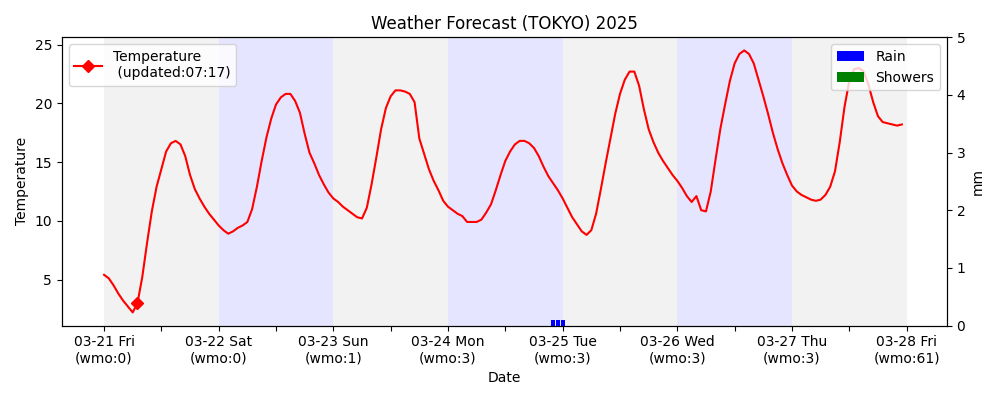 Weather Forecast (TOKYO) 2025
Temperature
(updated:07:17)
Rain
Showers
25
20
15
10
5
Temperature
5
4
3
2
1
0
mm
03-21 Fri
(wmo:0)
03-22 Sat
(wmo:0)
03-23 Sun
(wmo:1)
03-24 Mon
(wmo:3)
03-25 Tue
(wmo:3)
03-26 Wed
(wmo:3)
03-27 Thu
(wmo:3)
03-28 Fri
(wmo:61)
Date